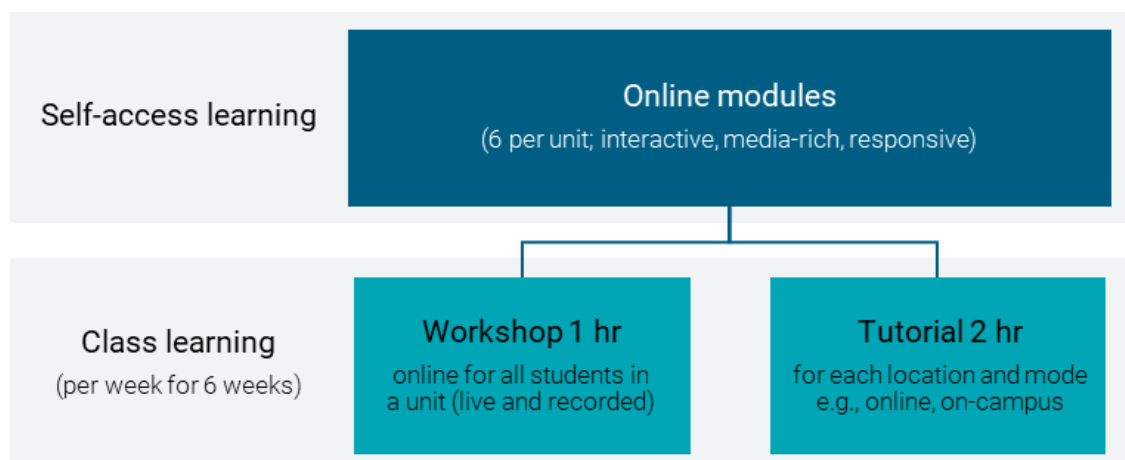 Self-access learning
Online modules
(6 per unit; interactive, media-rich, responsive)
Class learning
(per week for 6 weeks)
Workshop 1 hr
online for all students in
a unit (live and recorded)
Tutorial 2 hr
for each location and mode
e.g., online, on-campus